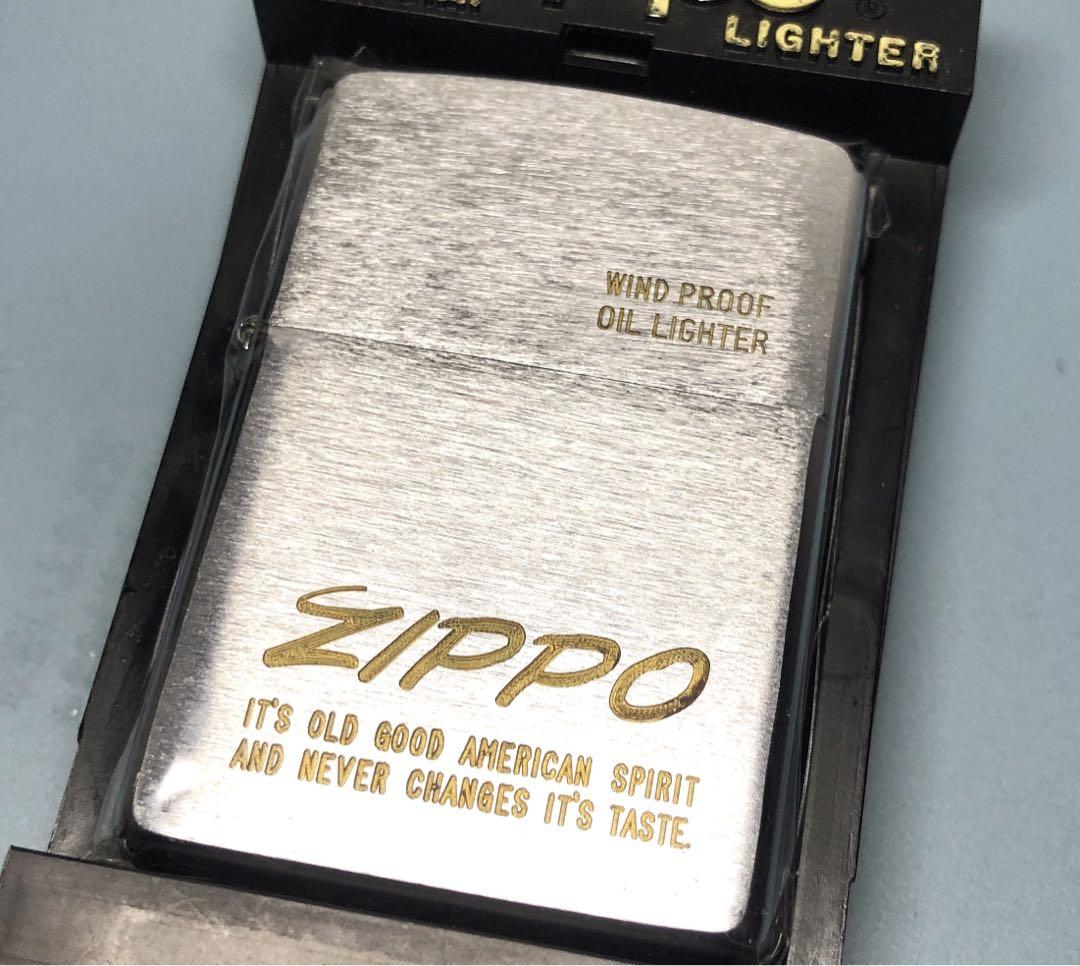 LIGHTER
WIND PROOF
OIL LIGHTER
ZIPPO
IT'S OLD GOOD AMERICAN SPIRIT
AND NEVER CHANGES IT'S TASTE.